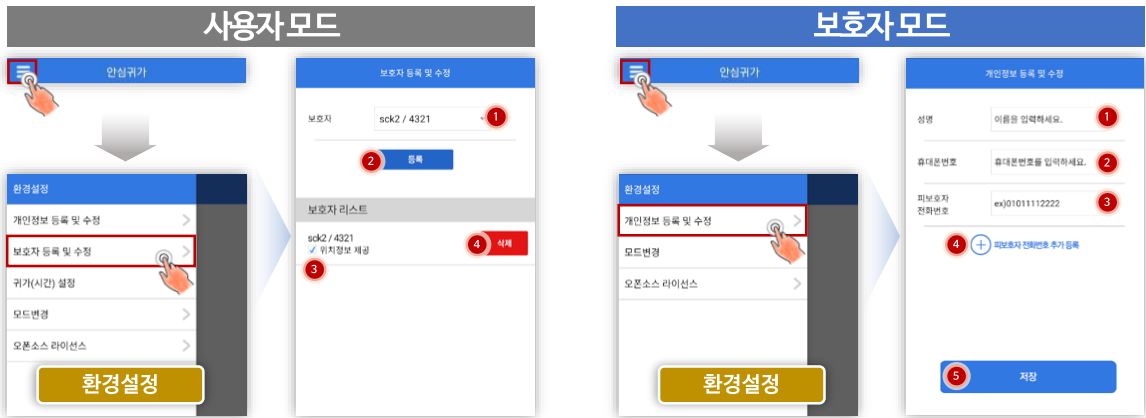 사용자 모드
안심귀가
환경설정
개인정보 등록 및 수정
보호자 등록 및 수정
귀가(시간) 설정
모드변경
오픈소스 라이선스
환경설정
보호자 등록 및 수정
보호자 sck2 / 4321 1
2 등록
보호자 리스트
sck2 / 4321
✓ 위치정보 제공
4 삭제
3
보호자 모드
안심귀가
환경설정
개인정보 등록 및 수정
모드변경
오픈소스 라이선스
환경설정
개인정보 등록 및 수정
성명 이름을 입력하세요. 1
휴대폰번호 휴대폰번호를 입력하세요. 2
피보호자
전화번호 ex)01011112222 3
4 피보호자 전화번호 추가 등록
5 저장